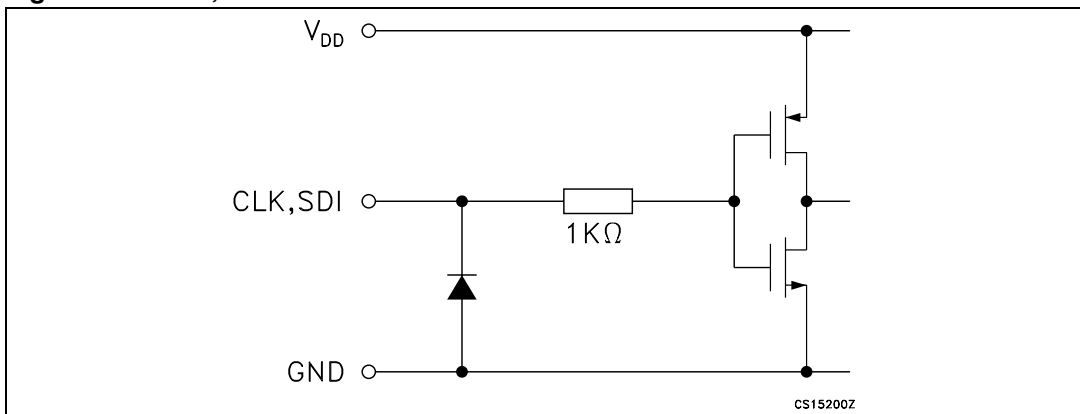 V_DD
CLK,SDI
1KΩ
GND
CS15200Z